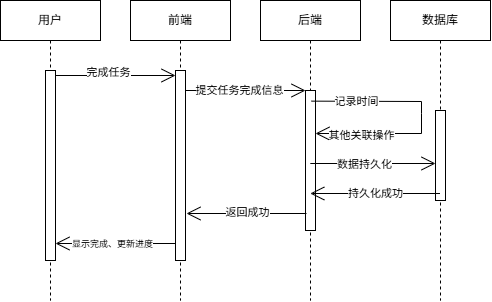 用户
前端
后端
数据库
完成任务
提交任务完成信息
记录时间
其他关联操作
数据持久化
持久化成功
返回成功
显示完成、更新进度